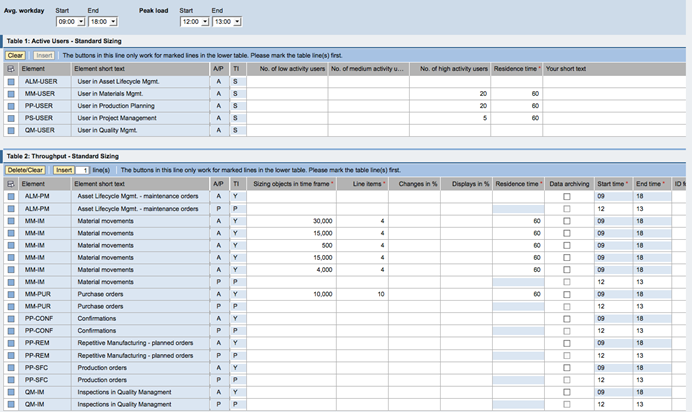 Avg. workday Start End Peak load Start End
09:00 18:00 12:00 13:00
Table 1: Active Users - Standard Sizing
Clear Insert The buttons in this line only work for marked lines in the lower table. Please mark the table line(s) first.
Element Element short text A/P TI No. of low activity users No. of medium activity u... No. of high activity users Residence time * Your short text
ALM-USER User in Asset Lifecycle Mgmt. A S
MM-USER User in Materials Mgmt. A S 20 60
PP-USER User in Production Planning A S 20 60
PS-USER User in Project Management A S 5 60
QM-USER User in Quality Mgmt. A S
Table 2: Throughput - Standard Sizing
Delete/Clear Insert 1 line(s) The buttons in this line only work for marked lines in the lower table. Please mark the table line(s) first.
Element Element short text A/P TI Sizing objects in time frame * Line items * Changes in % Displays in % Residence time * Data archiving Start time * End time * ID f
ALM-PM Asset Lifecycle Mgmt. - maintenance orders A Y 09 18
ALM-PM Asset Lifecycle Mgmt. - maintenance orders A P 12 13
MM-IM Material movements A Y 30,000 4 60 09 18
MM-IM Material movements A Y 15,000 4 60 09 18
MM-IM Material movements A Y 500 4 60 09 18
MM-IM Material movements A Y 15,000 4 60 09 18
MM-IM Material movements A Y 4,000 4 60 09 18
MM-IM Material movements A P 12 13
MM-PUR Purchase orders A Y 10,000 10 60 09 18
MM-PUR Purchase orders A P 12 13
PP-CONF Confirmations A Y 09 18
PP-CONF Confirmations A P 12 13
PP-REM Repetitive Manufacturing - planned orders A Y 09 18
PP-REM Repetitive Manufacturing - planned orders A P 12 13
PP-SFC Production orders A Y 09 18
PP-SFC Production orders A P 12 13
QM-IM Inspections in Quality Managment A Y 09 18
QM-IM Inspections in Quality Managment A P 12 13